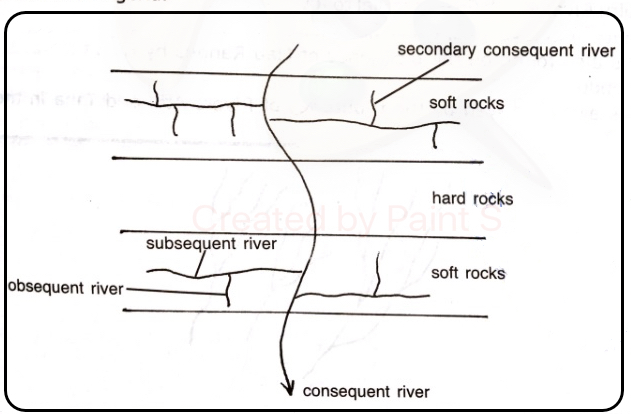 secondary consequent river
soft rocks
hard rocks
Created by Paint S
subsequent river
soft rocks
obsequent river
consequent river